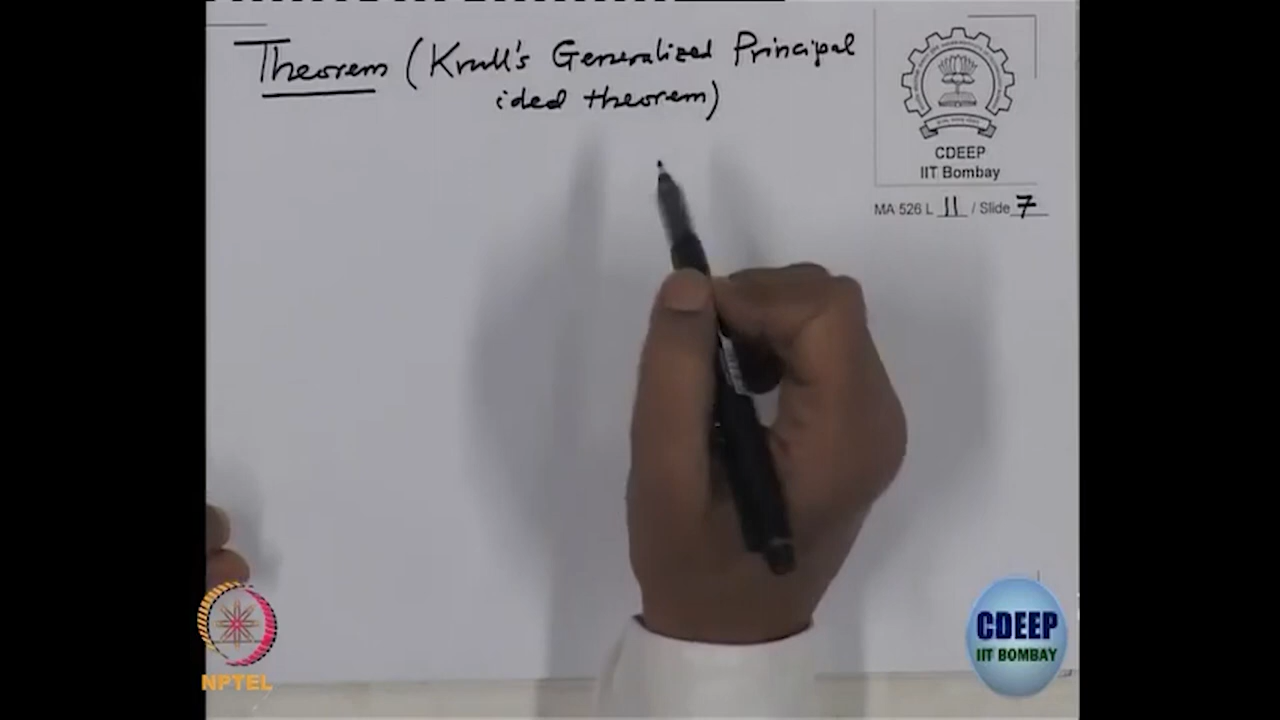 Theorem (Krull's Generalized Principal
ideal theorem)
CDEEP
IIT Bombay
MA 526 L 11 / Slide 7
NPTEL
CDEEP
IIT BOMBAY